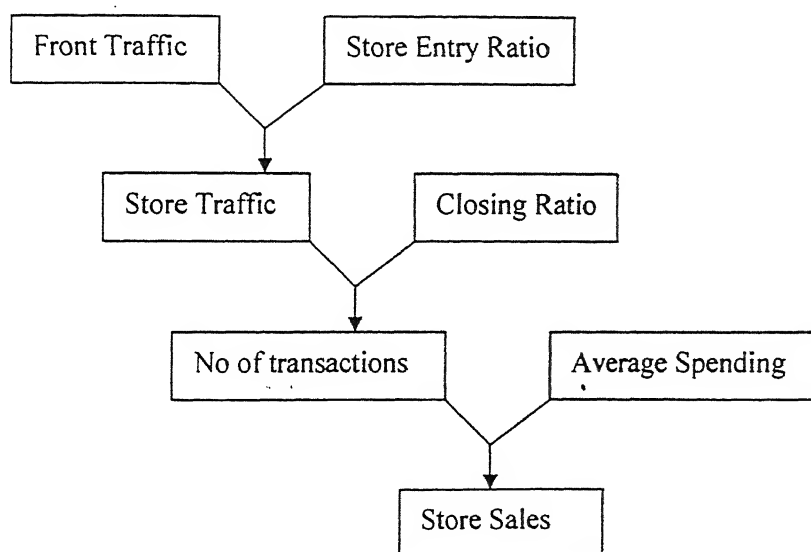 Front Traffic
Store Entry Ratio
Store Traffic
Closing Ratio
No of transactions
Average Spending
Store Sales